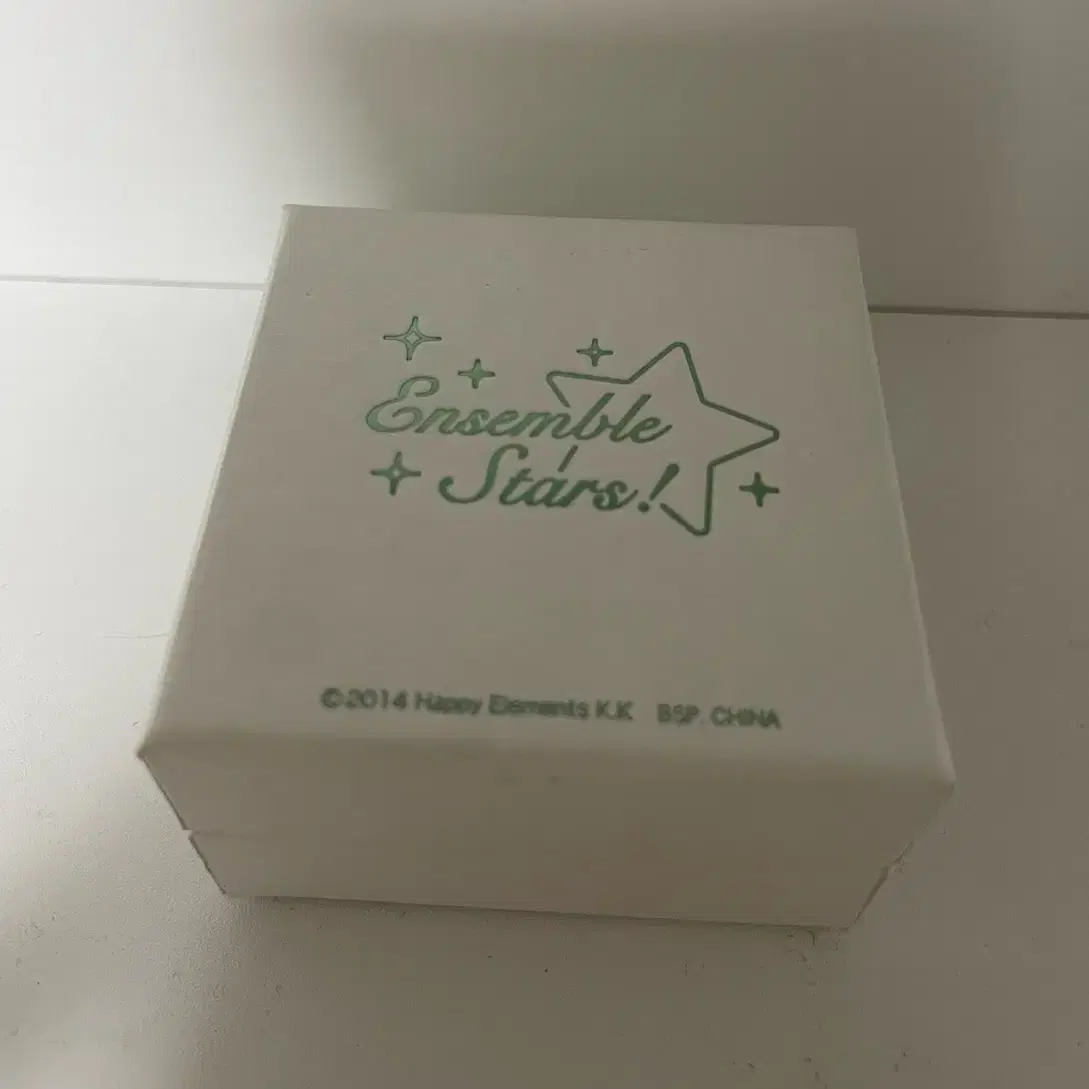 Ensemble
Stars!
©2014 Happy Elements K.K BSP. CHINA